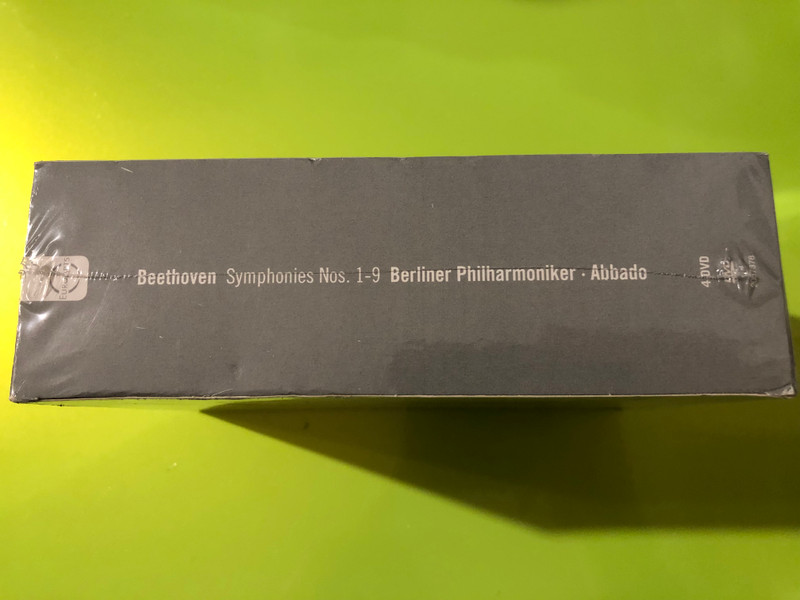 Beethoven Symphonies Nos. 1-9 Berliner Philharmoniker · Abbado
4 DVD